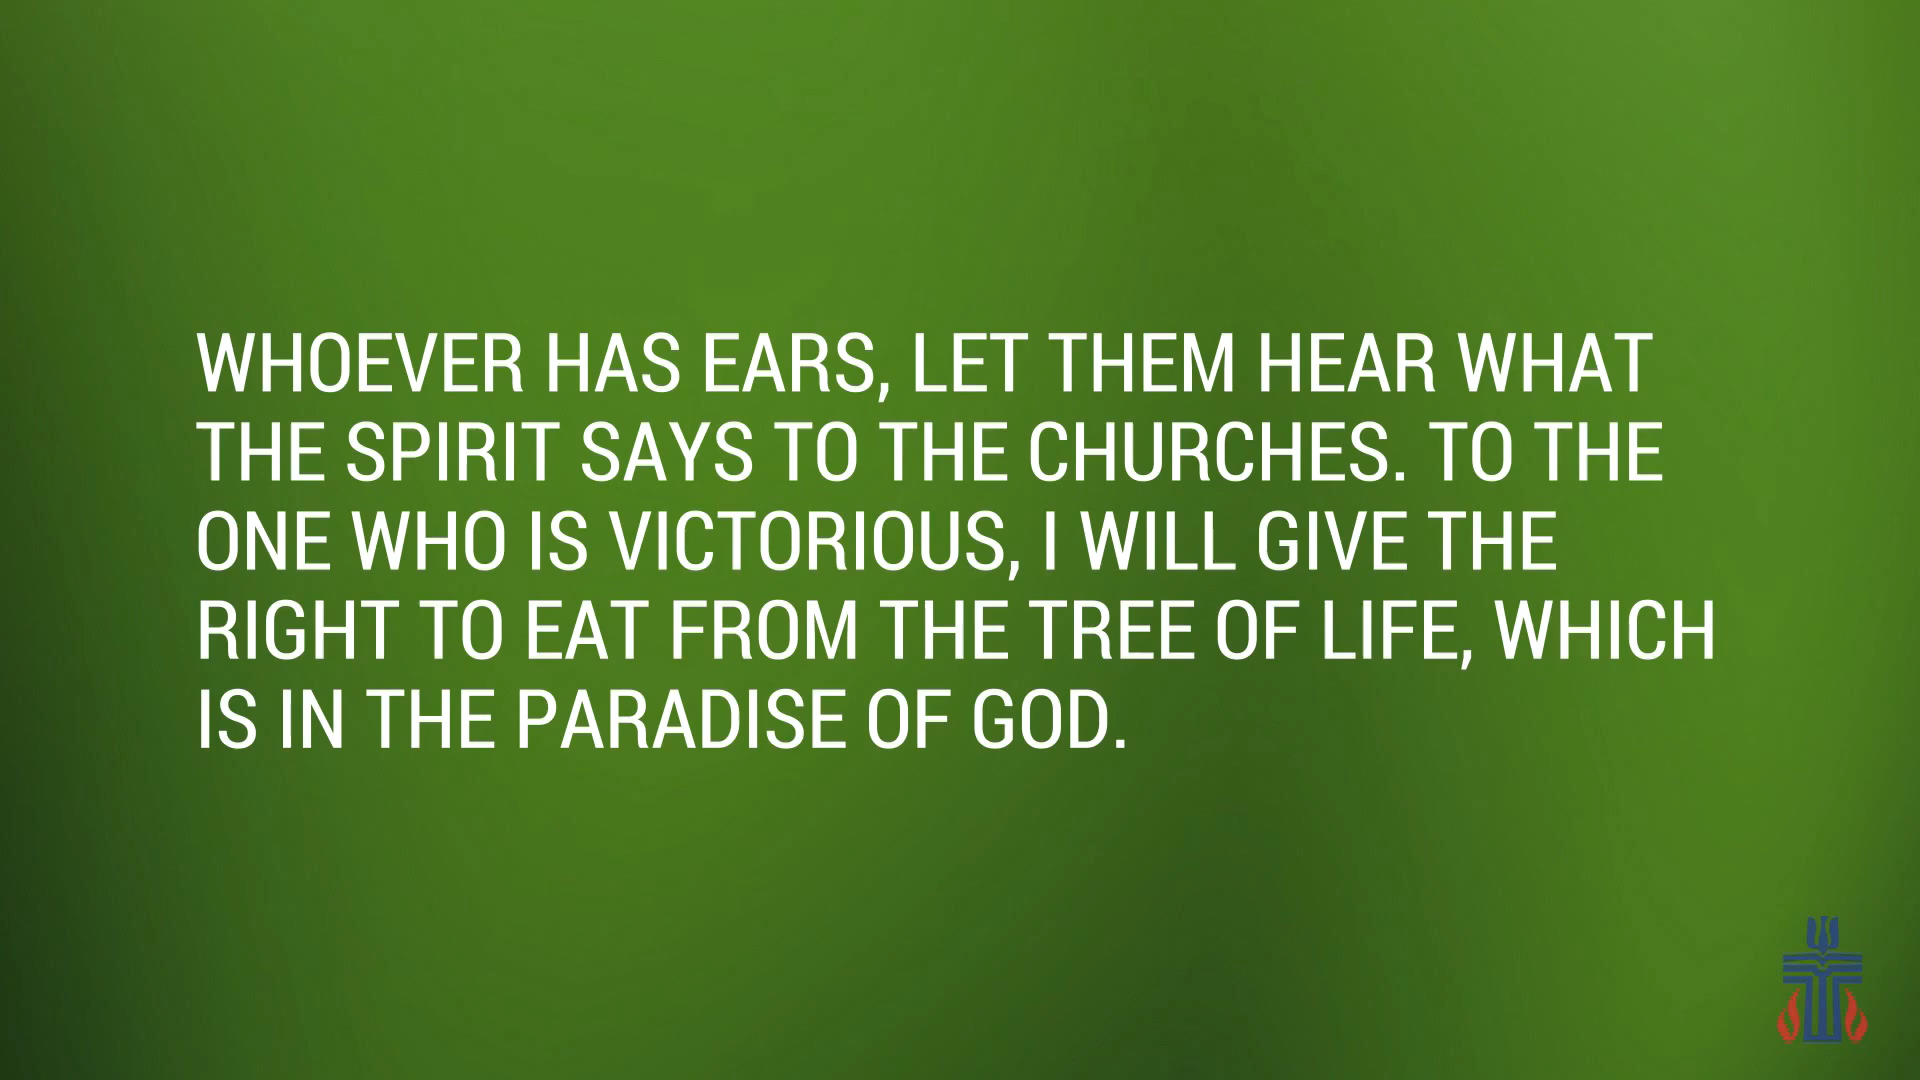 WHOEVER HAS EARS, LET THEM HEAR WHAT
THE SPIRIT SAYS TO THE CHURCHES. TO THE
ONE WHO IS VICTORIOUS, I WILL GIVE THE
RIGHT TO EAT FROM THE TREE OF LIFE, WHICH
IS IN THE PARADISE OF GOD.